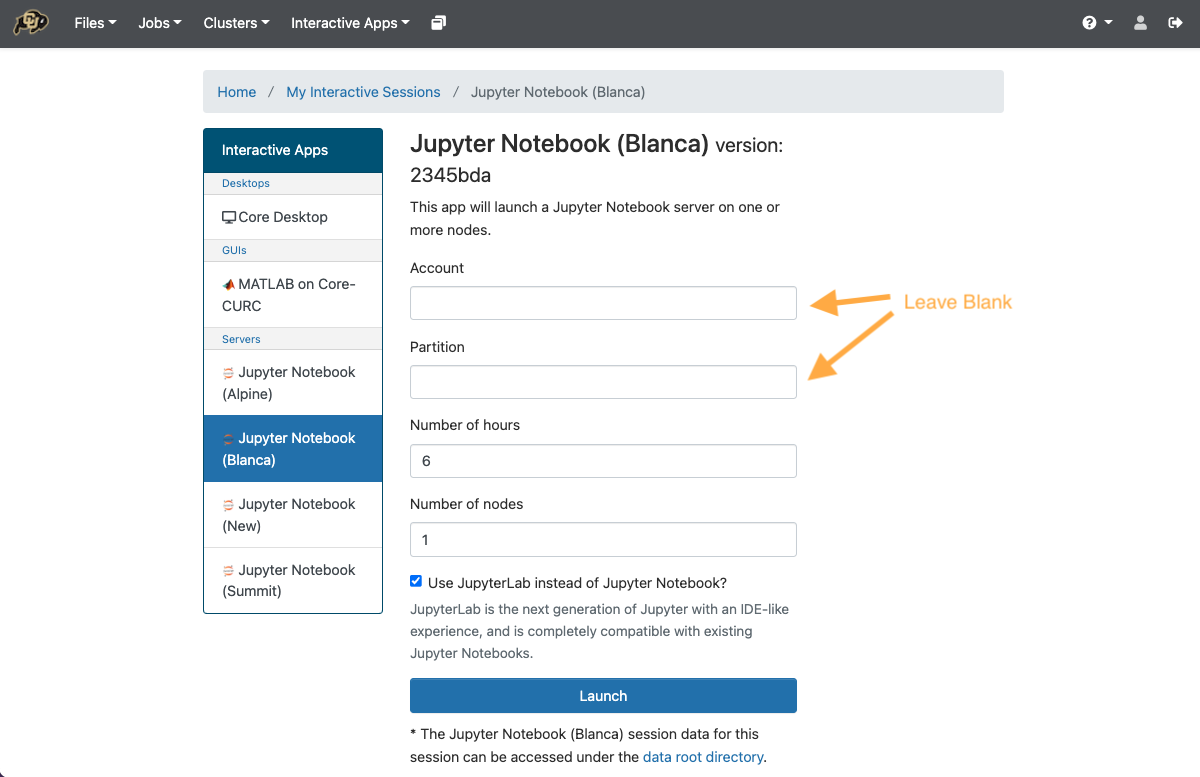 Files Jobs Clusters Interactive Apps
Home / My Interactive Sessions / Jupyter Notebook (Blanca)
Interactive Apps
Desktops
Core Desktop
GUIs
MATLAB on Core-
CURC
Servers
Jupyter Notebook
(Alpine)
Jupyter Notebook
(Blanca)
Jupyter Notebook
(New)
Jupyter Notebook
(Summit)
Jupyter Notebook (Blanca) version:
2345bda
This app will launch a Jupyter Notebook server on one or
more nodes.
Account
Leave Blank
Partition
Number of hours
6
Number of nodes
1
Use JupyterLab instead of Jupyter Notebook?
JupyterLab is the next generation of Jupyter with an IDE-like
experience, and is completely compatible with existing
Jupyter Notebooks.
Launch
* The Jupyter Notebook (Blanca) session data for this
session can be accessed under the data root directory.